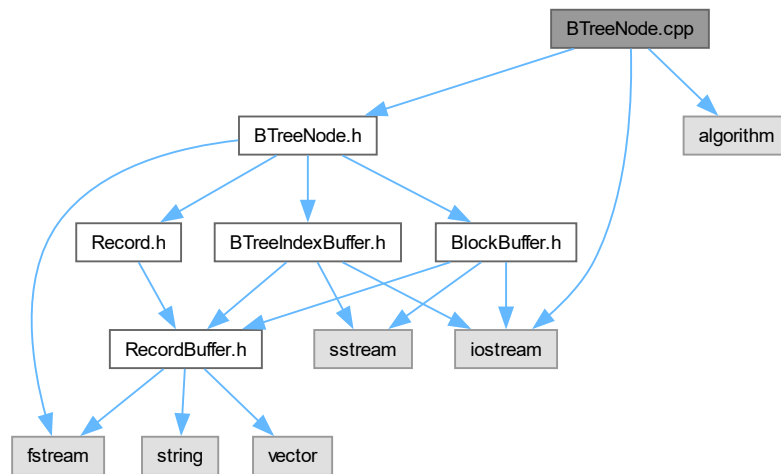 BTreeNode.cpp
BTreeNode.h
algorithm
Record.h
BTreeIndexBuffer.h
BlockBuffer.h
RecordBuffer.h
sstream
iostream
fstream
string
vector